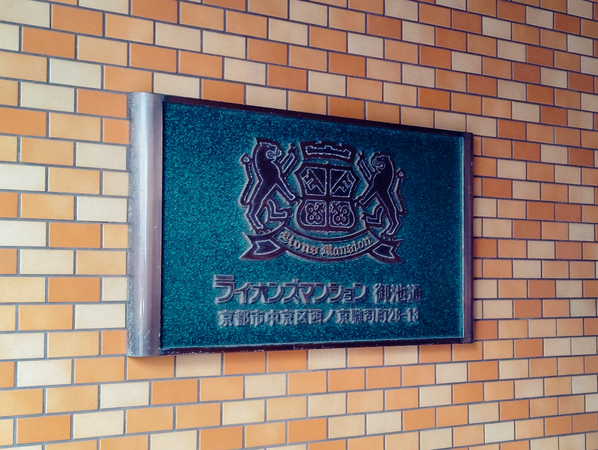 Lions Mansion
ライオンズマンション 御池通
京都市中京区西ノ京職司町28-13